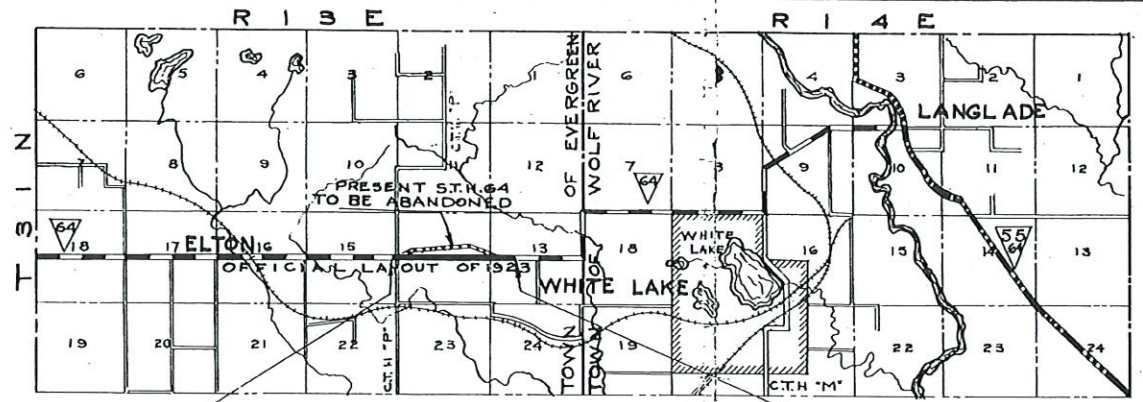 R 13 E
R 14 E
T 31 N
6 5 4 3 2 1 6 4 3 2 1
7 8 9 10 11 12 7 8 9 10 11 12
18 17 16 15 13 18 16 15 14 13
19 20 21 22 23 24 19 22 23 24
C.T.H. "P"
TOWN OF EVERGREEN
TOWN OF WOLF RIVER
LANGLADE
PRESENT S.T.H. 64
TO BE ABANDONED
64
64
55
64
ELTON
OFFICIAL LAYOUT OF 1923
WHITE LAKE
WHITE
LAKE
C.T.H. "P"
C.T.H "M"